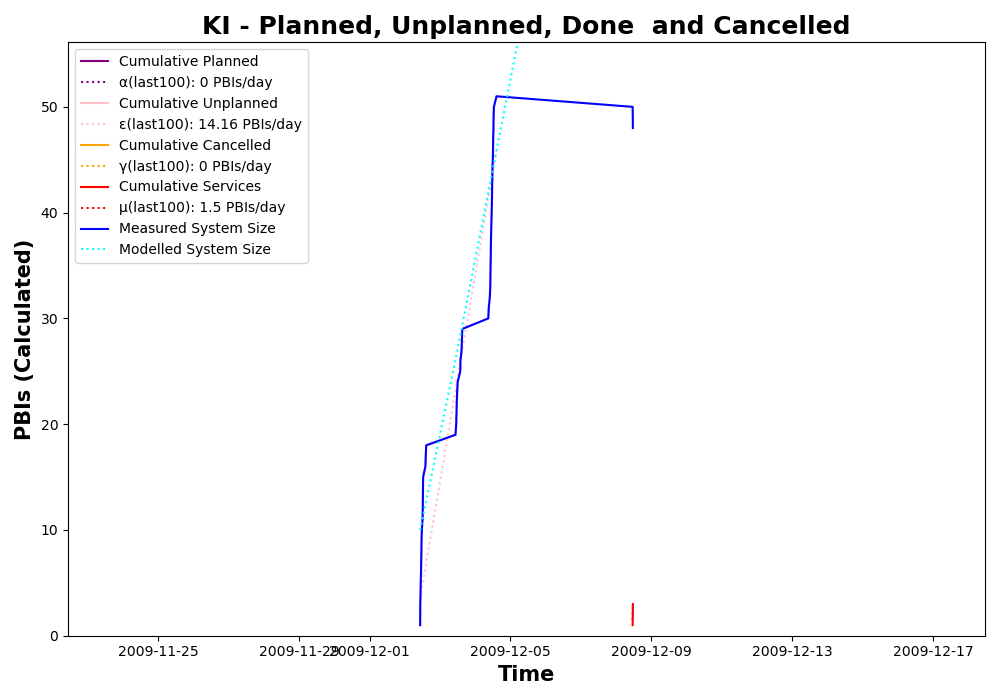 KI - Planned, Unplanned, Done  and Cancelled
Cumulative Planned
α(last100): 0 PBIs/day
Cumulative Unplanned
ε(last100): 14.16 PBIs/day
Cumulative Cancelled
γ(last100): 0 PBIs/day
Cumulative Services
μ(last100): 1.5 PBIs/day
Measured System Size
Modelled System Size
PBIs (Calculated)
50
40
30
20
10
0
2009-11-25 2009-11-29 2009-12-01 2009-12-05 2009-12-09 2009-12-13 2009-12-17
Time